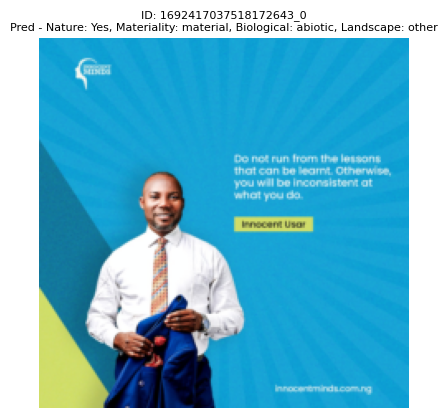 ID: 1692417037518172643_0
Pred - Nature: Yes, Materiality: material, Biological: abiotic, Landscape: other
INNOCENT
MINDS
Do not run from the lessons
that can be learnt. Otherwise,
you will be inconsistent at
what you do.
Innocent Usar
innocentminds.com.ng